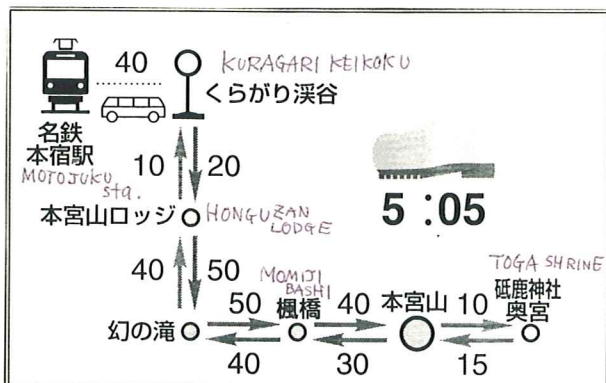 40
KURAGARI KEIKOKU
くらがり渓谷
名鉄
本宿駅
MOTOJUKU
sta.
10
20
5:05
本宮山ロッジ
HONGUZAN
LODGE
40
50
MOMIJI
BASHI
TOGA SHRINE
50
楓橋
40
本宮山
10
砥鹿神社
奥宮
幻の滝
40
30
15